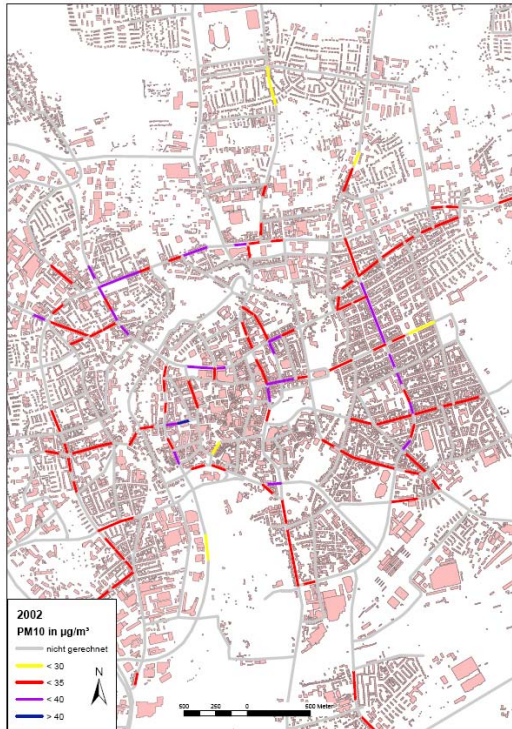 2002
PM10 in µg/m³
nicht gerechnet
< 30
< 35
< 40
> 40
N
500 250 0 500 Meter